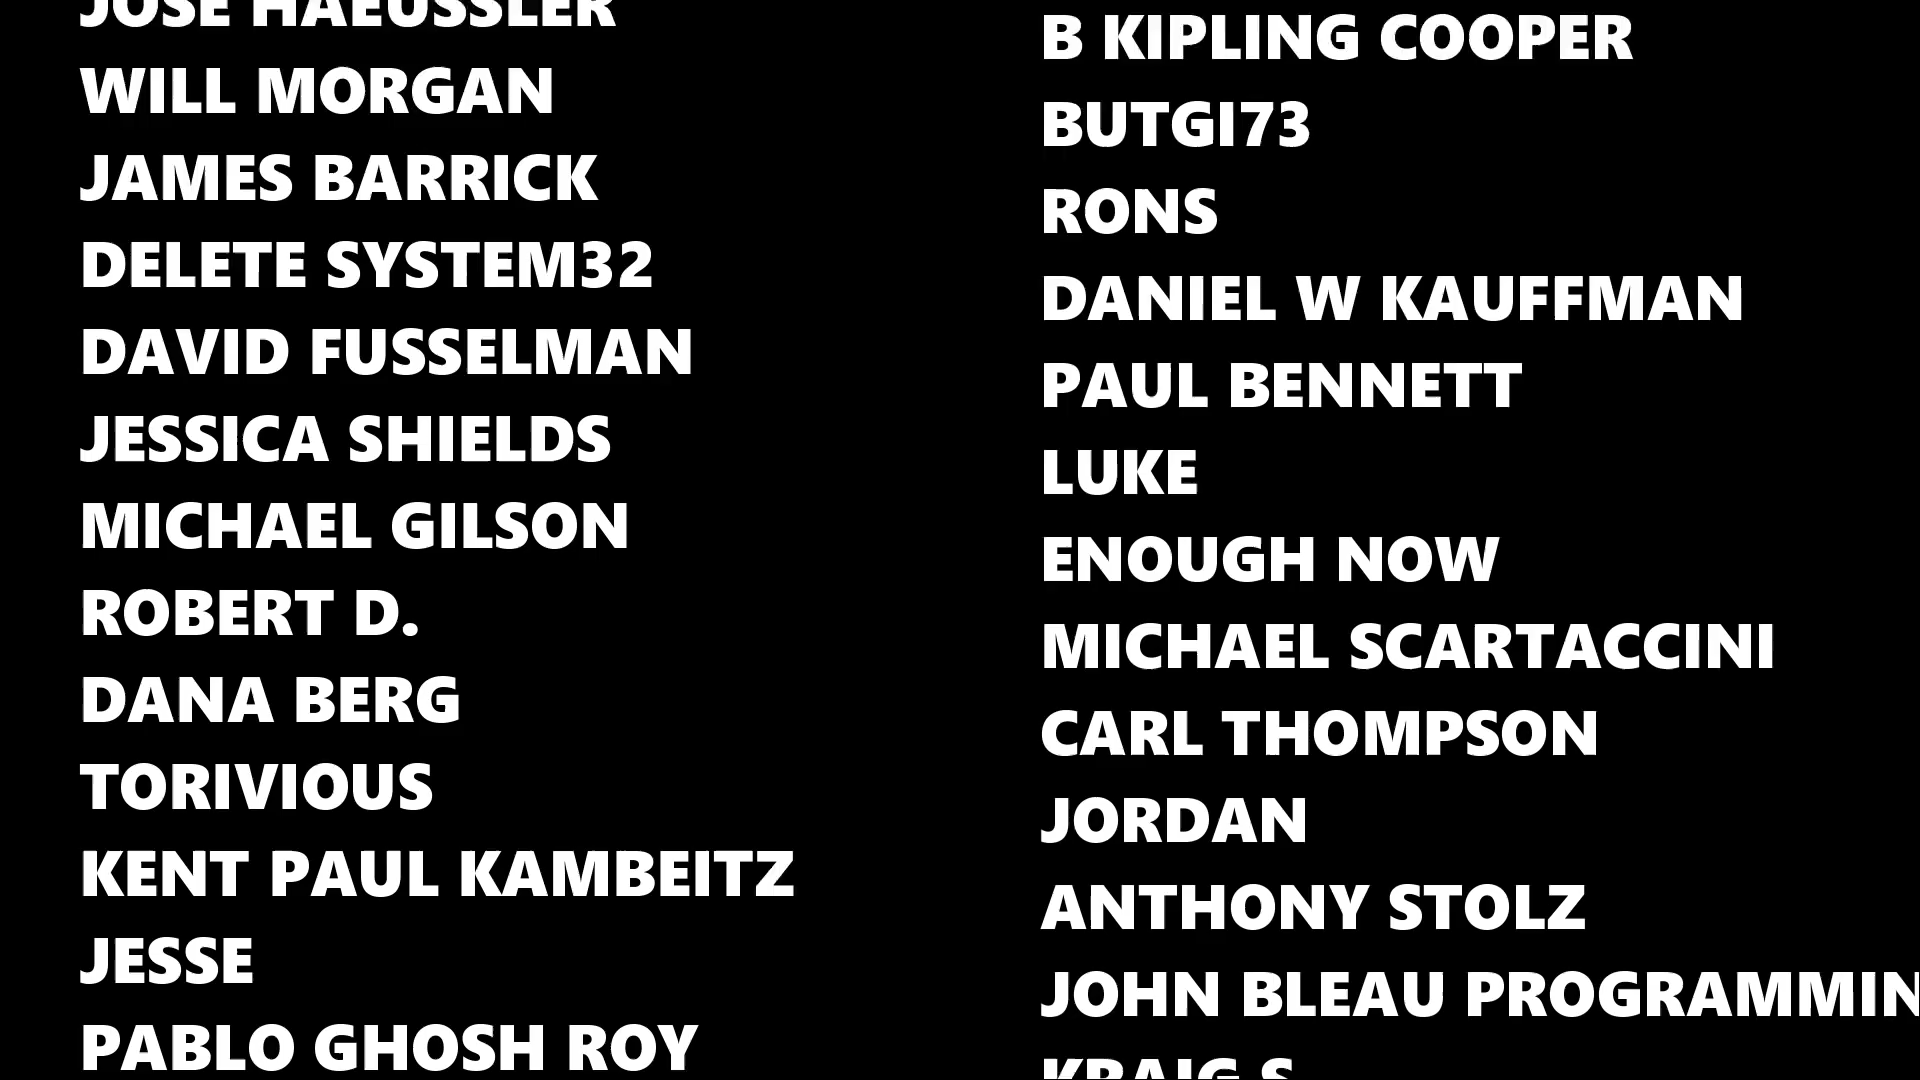 JOSE HAEUSSLER
WILL MORGAN
JAMES BARRICK
DELETE SYSTEM32
DAVID FUSSELMAN
JESSICA SHIELDS
MICHAEL GILSON
ROBERT D.
DANA BERG
TORIVIOUS
KENT PAUL KAMBEITZ
JESSE
PABLO GHOSH ROY
B KIPLING COOPER
BUTGI73
RONS
DANIEL W KAUFFMAN
PAUL BENNETT
LUKE
ENOUGH NOW
MICHAEL SCARTACCINI
CARL THOMPSON
JORDAN
ANTHONY STOLZ
JOHN BLEAU PROGRAMMIN
KRAIG S